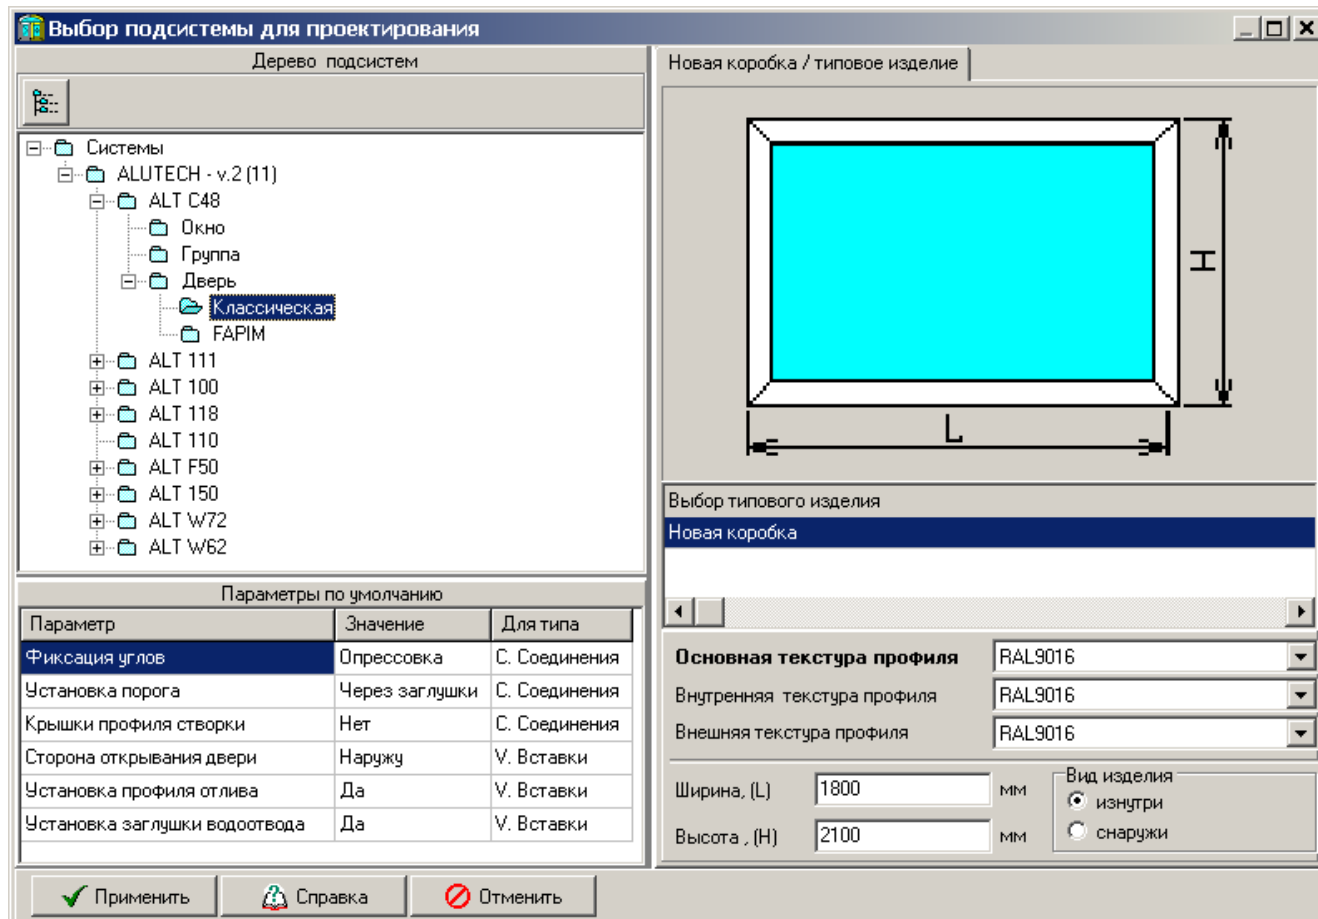 Выбор подсистемы для проектирования
Дерево подсистем
Системы
ALUTECH - v.2 (11)
ALT C48
Окно
Группа
Дверь
Классическая
FAPIM
ALT 111
ALT 100
ALT 118
ALT 110
ALT F50
ALT 150
ALT W72
ALT W62
Параметры по умолчанию
Параметр Значение Для типа
Фиксация углов Опрессовка С. Соединения
Установка порога Через заглушки С. Соединения
Крышки профиля створки Нет С. Соединения
Сторона открывания двери Наружу V. Вставки
Установка профиля отлива Да V. Вставки
Установка заглушки водоотвода Да V. Вставки
Новая коробка / типовое изделие
H
L
Выбор типового изделия
Новая коробка
Основная текстура профиля RAL9016
Внутренняя текстура профиля RAL9016
Внешняя текстура профиля RAL9016
Ширина, (L) 1800 мм
Высота , (H) 2100 мм
Вид изделия
изнутри
снаружи
Применить Справка Отменить